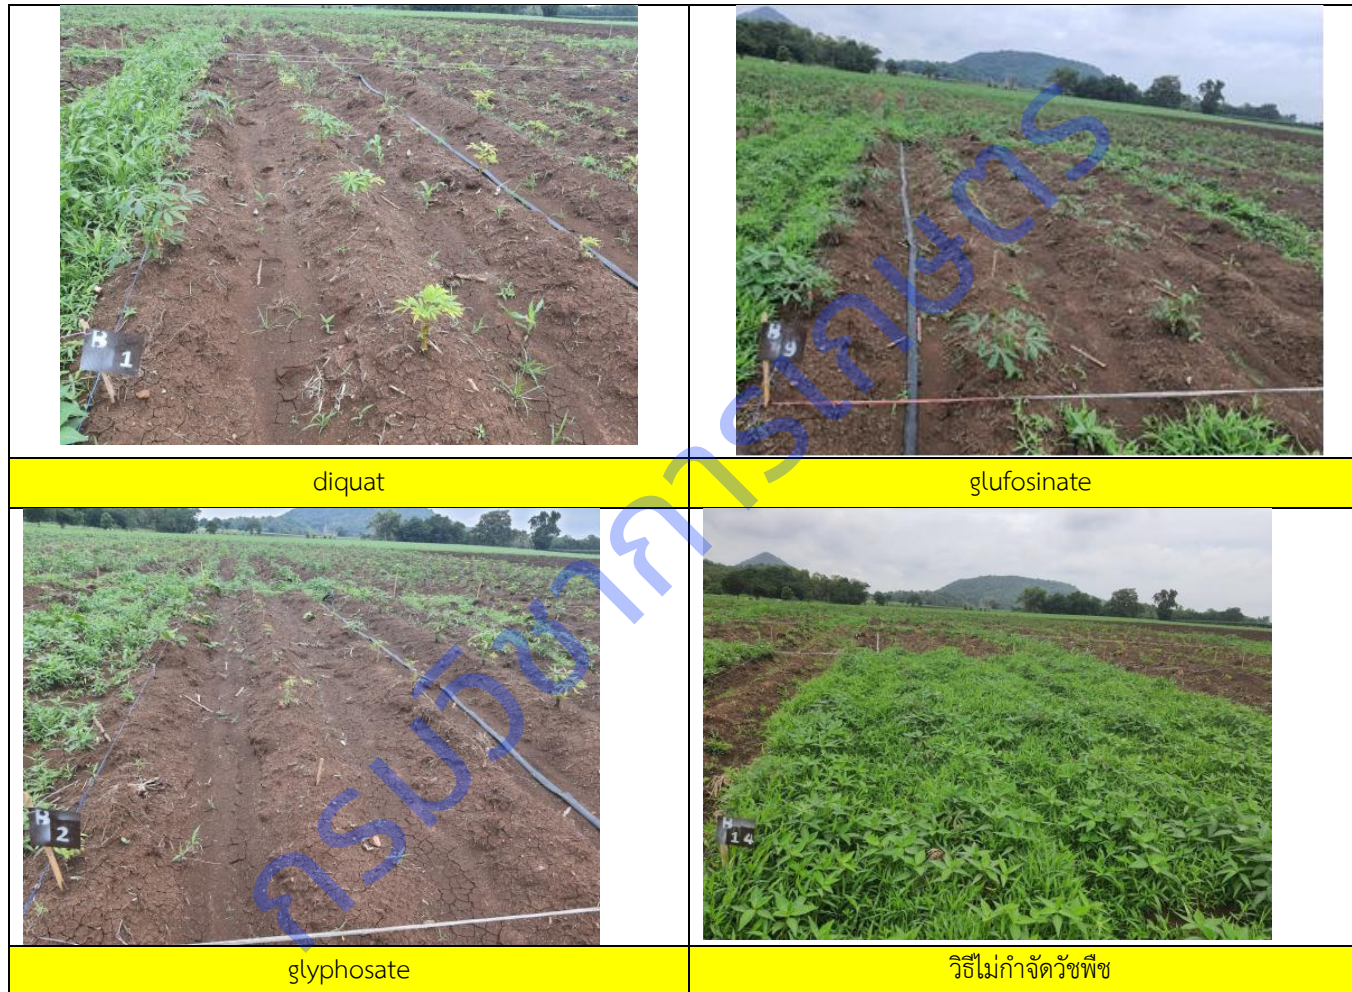 B 1
B 9
diquat
glufosinate
B 2
B 14
glyphosate
วิธีไม่กำจัดวัชพืช
กรมวิชาการเกษตร